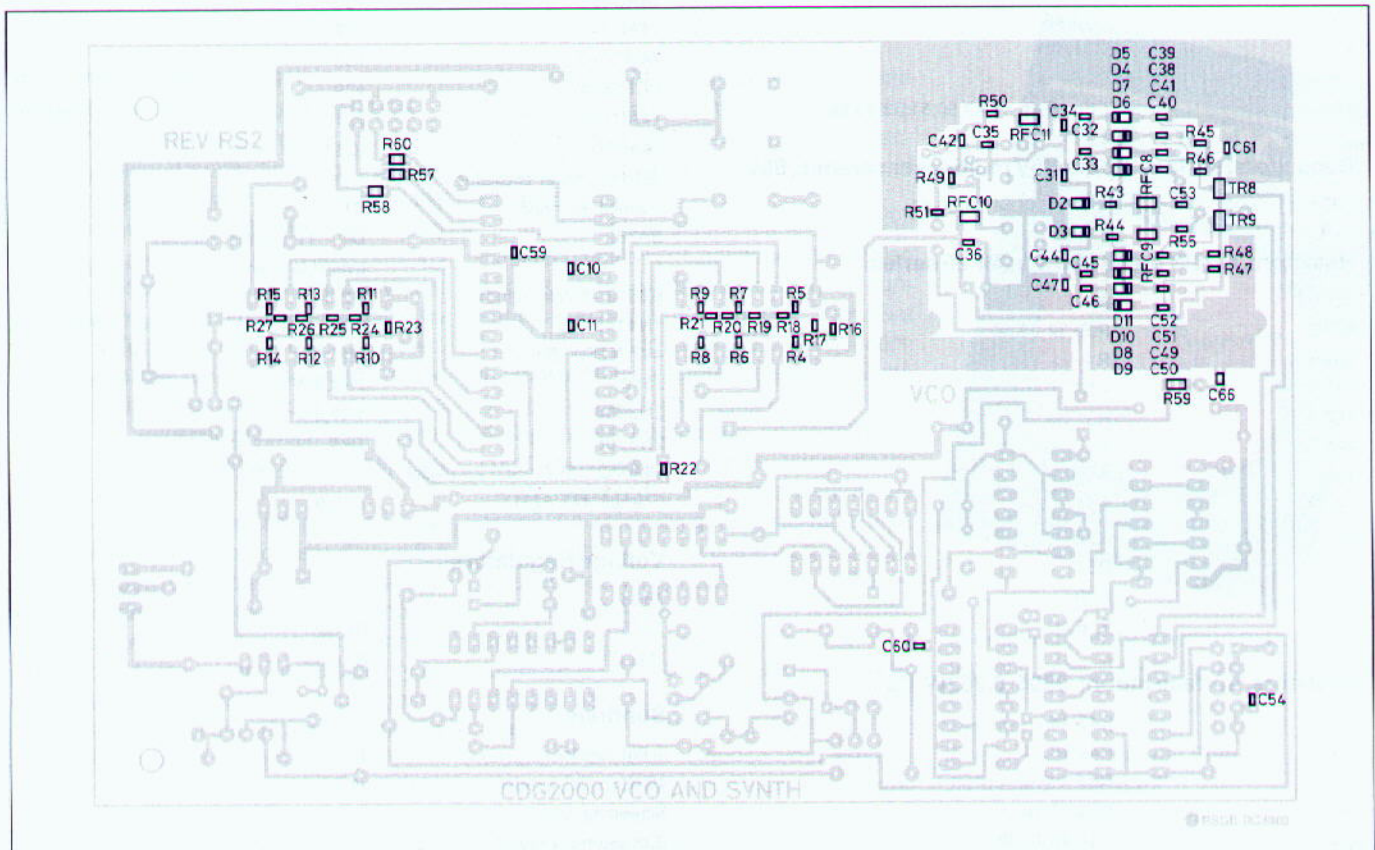 REV RS2
R60
R57
R58
C59
C10
C11
R15
R13
R11
R27
R26
R25
R24
R23
R14
R12
R10
R9
R7
R5
R21
R20
R19
R18
R17
R16
R8
R6
R4
R22
D5 C39
D4 C38
D7 C41
D6 C40
R50
C34
RFC11
C32
C42
C35
C33
R45
C61
R46
R49
C31
RFC8
TR8
R51
RFC10
D2
R43
C53
TR9
D3
R44
R55
C36
C44
C45
RFC9
R48
R47
C47
C46
D11 C52
D10 C51
D8 C49
D9 C50
R59
C66
VCO
C60
C54
CDG2000 VCO AND SYNTH